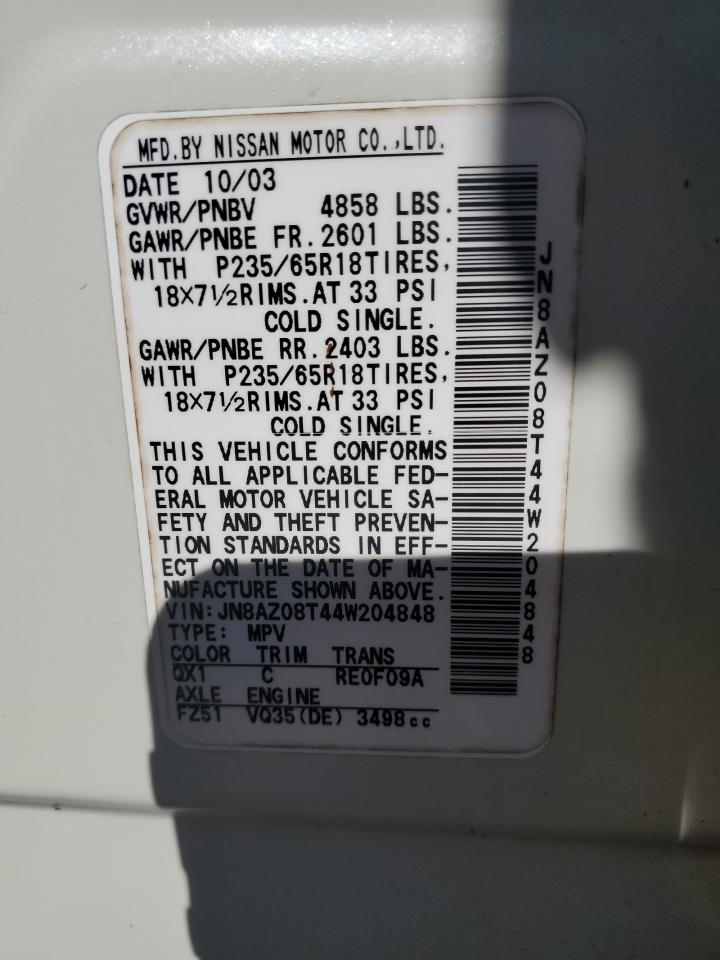 MFD.BY NISSAN MOTOR CO.,LTD.
DATE 10/03
GVWR/PNBV 4858 LBS.
GAWR/PNBE FR.2601 LBS.
WITH P235/65R18TIRES,
18×7½RIMS.AT 33 PSI
COLD SINGLE.
GAWR/PNBE RR.2403 LBS.
WITH P235/65R18TIRES,
18×7½RIMS.AT 33 PSI
COLD SINGLE.
THIS VEHICLE CONFORMS
TO ALL APPLICABLE FED-
ERAL MOTOR VEHICLE SA-
FETY AND THEFT PREVEN-
TION STANDARDS IN EFF-
ECT ON THE DATE OF MA-
NUFACTURE SHOWN ABOVE.
VIN:JN8AZ08T44W204848
TYPE: MPV
COLOR TRIM TRANS
QX1 C RE0F09A
AXLE ENGINE
FZ51 VQ35(DE) 3498cc
JN8AZ08T44W204848